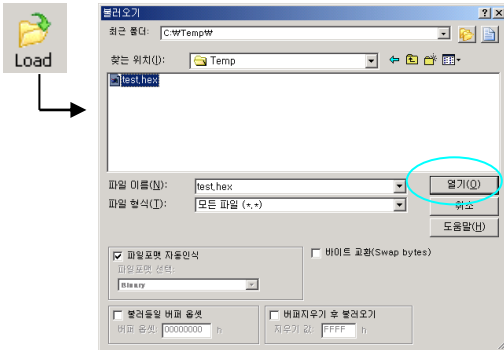 Load
불러오기
최근 폴더: C:₩Temp₩
찾는 위치(I): Temp
test.hex
파일 이름(N): test.hex 열기(O)
파일 형식(T): 모든 파일 (*.*) 취소
도움말(H)
파일포맷 자동인식 바이트 교환(Swap bytes)
파일포맷 선택:
Binary
불러들일 버퍼 옵셋 버퍼지우기 후 불러오기
버퍼 옵셋: 00000000 h 지우기 값: FFFF h